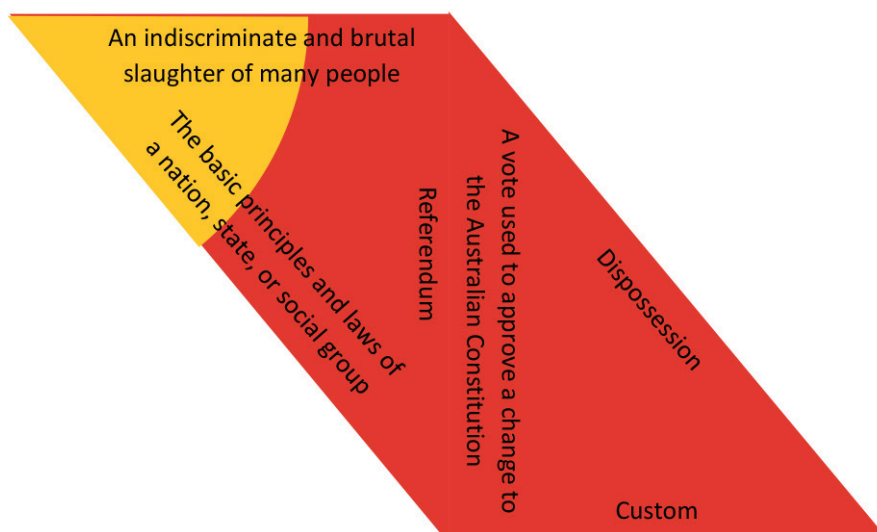 An indiscriminate and brutal
slaughter of many people
The basic principles and laws of
a nation, state, or social group
Referendum
A vote used to approve a change to
the Australian Constitution
Dispossession
Custom